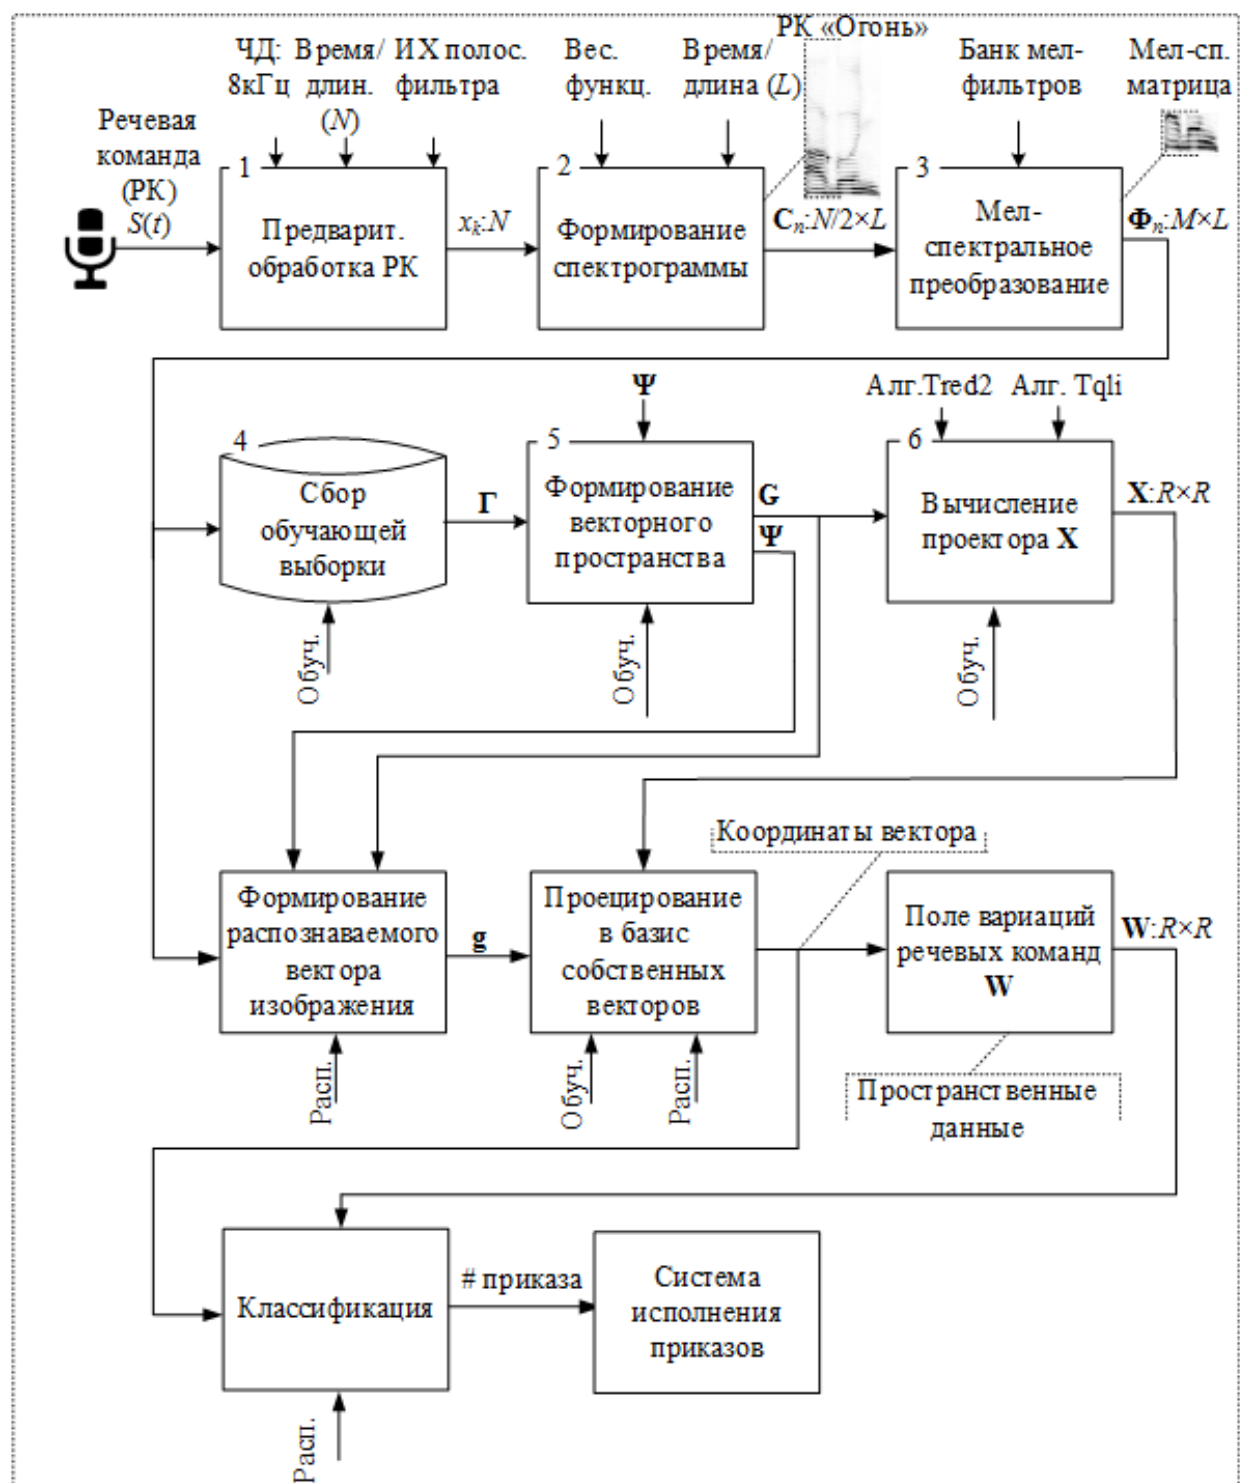 РК «Огонь»
ЧД:
8кГц
Время/
длин.
(N)
ИХ полос.
фильтра
Вес.
функц.
Время/
длина (L)
Банк мел-
фильтров
Мел-сп.
матрица
Речевая
команда
(РК)
S(t)
1
Предварит.
обработка РК
xₖ:N
2
Формирование
спектрограммы
Cₙ:N/2×L
3
Мел-
спектральное
преобразование
Φₙ:M×L
Ψ
Алг.Tred2
Алг. Tqli
4
Сбор
обучающей
выборки
Γ
5
Формирование
векторного
пространства
G
Ψ
6
Вычисление
проектора X
X:R×R
Обуч.
Обуч.
Обуч.
Координаты вектора
Формирование
распознаваемого
вектора
изображения
g
Проецирование
в базис
собственных
векторов
Поле вариаций
речевых команд
W
W:R×R
Расп.
Обуч.
Расп.
Пространственные
данные
Классификация
# приказа
Система
исполнения
приказов
Расп.